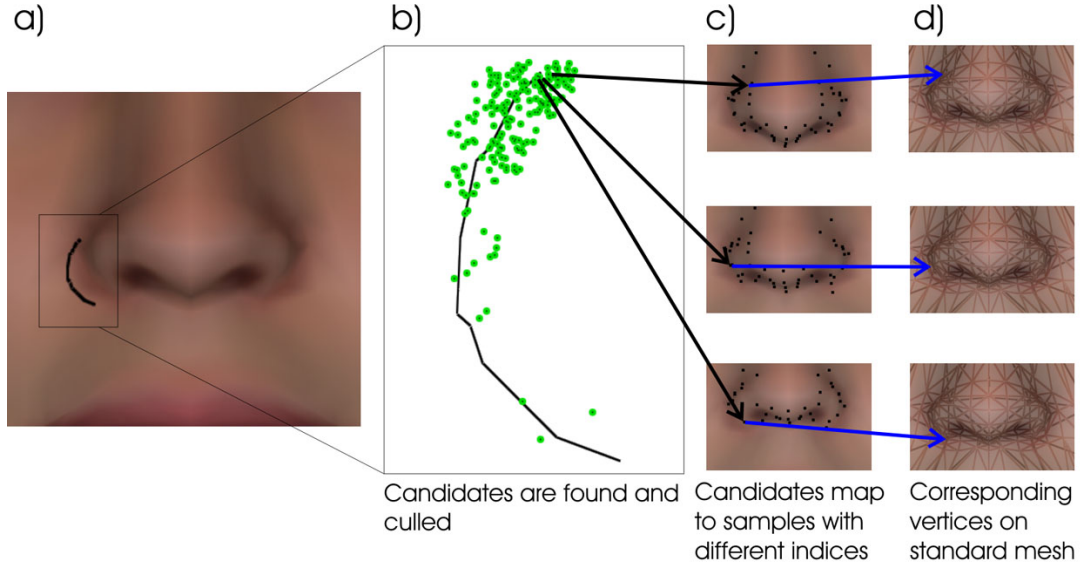 a)
b)
c)
d)
Candidates are found and
culled
Candidates map
to samples with
different indices
Corresponding
vertices on
standard mesh